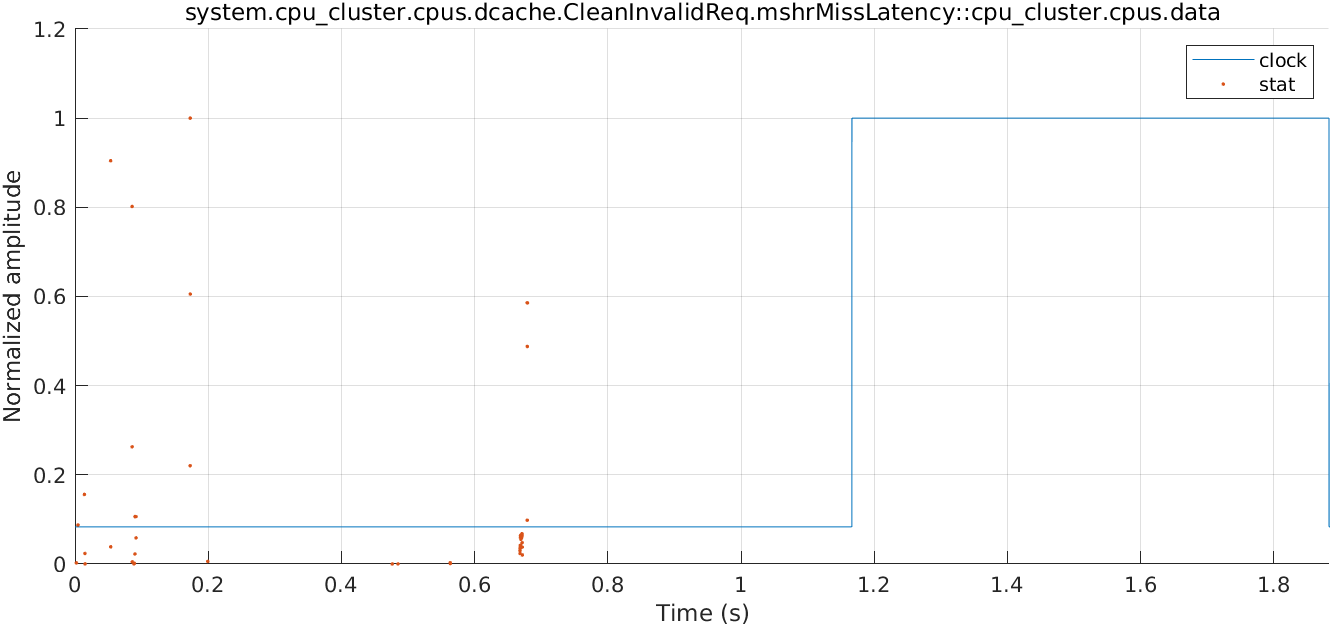 system.cpu_cluster.cpus.dcache.CleanInvalidReq.mshrMissLatency::cpu_cluster.cpus.data
1.2
clock
stat
1
0.8
Normalized amplitude
0.6
0.4
0.2
0
0 0.2 0.4 0.6 0.8 1 1.2 1.4 1.6 1.8
Time (s)